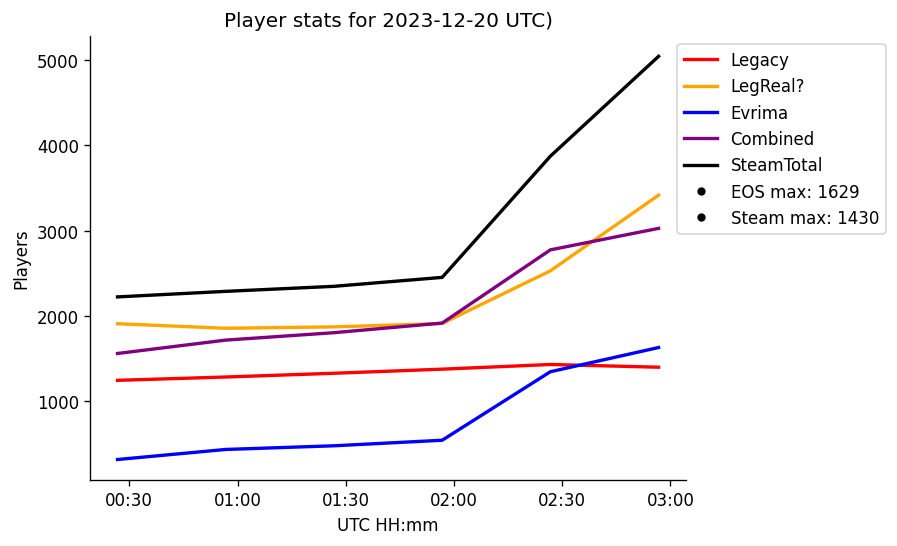 Player stats for 2023-12-20 UTC)
5000
4000
3000
2000
1000
Players
00:30
01:00
01:30
02:00
02:30
03:00
UTC HH:mm
Legacy
LegReal?
Evrima
Combined
SteamTotal
EOS max: 1629
Steam max: 1430